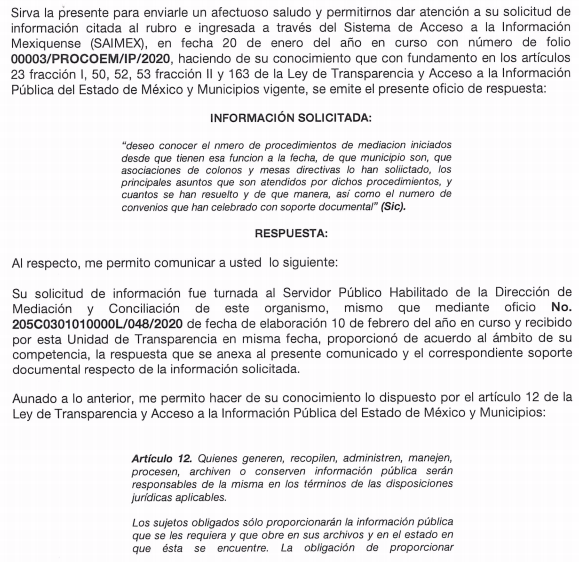 Sirva la presente para enviarle un afectuoso saludo y permitirnos dar atención a su solicitud de
información citada al rubro e ingresada a través del Sistema de Acceso a la Información
Mexiquense (SAIMEX), en fecha 20 de enero del año en curso con número de folio
00003/PROCOEM/IP/2020, haciendo de su conocimiento que con fundamento en los artículos
23 fracción I, 50, 52, 53 fracción II y 163 de la Ley de Transparencia y Acceso a la Información
Pública del Estado de México y Municipios vigente, se emite el presente oficio de respuesta:
INFORMACIÓN SOLICITADA:
"deseo conocer el nmero de procedimientos de mediacion iniciados
desde que tienen esa funcion a la fecha, de que municipio son, que
asociaciones de colonos y mesas directivas lo han soliictado, los
principales asuntos que son atendidos por dichos procedimientos, y
cuantos se han resuelto y de que manera, así como el numero de
convenios que han celebrado con soporte documental" (Sic).
RESPUESTA:
Al respecto, me permito comunicar a usted lo siguiente:
Su solicitud de información fue turnada al Servidor Público Habilitado de la Dirección de
Mediación y Conciliación de este organismo, mismo que mediante oficio No.
205C0301010000L/048/2020 de fecha de elaboración 10 de febrero del año en curso y recibido
por esta Unidad de Transparencia en misma fecha, proporcionó de acuerdo al ámbito de su
competencia, la respuesta que se anexa al presente comunicado y el correspondiente soporte
documental respecto de la información solicitada.
Aunado a lo anterior, me permito hacer de su conocimiento lo dispuesto por el artículo 12 de la
Ley de Transparencia y Acceso a la Información Pública del Estado de México y Municipios:
Artículo 12. Quienes generen, recopilen, administren, manejen,
procesen, archiven o conserven información pública serán
responsables de la misma en los términos de las disposiciones
jurídicas aplicables.
Los sujetos obligados sólo proporcionarán la información pública
que se les requiera y que obre en sus archivos y en el estado en
que ésta se encuentre. La obligación de proporcionar